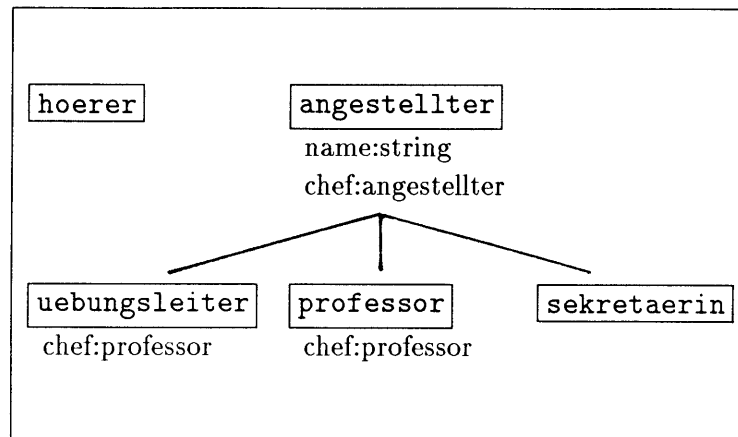 hoerer angestellter
name:string
chef:angestellter
uebungsleiter professor sekretaerin
chef:professor chef:professor